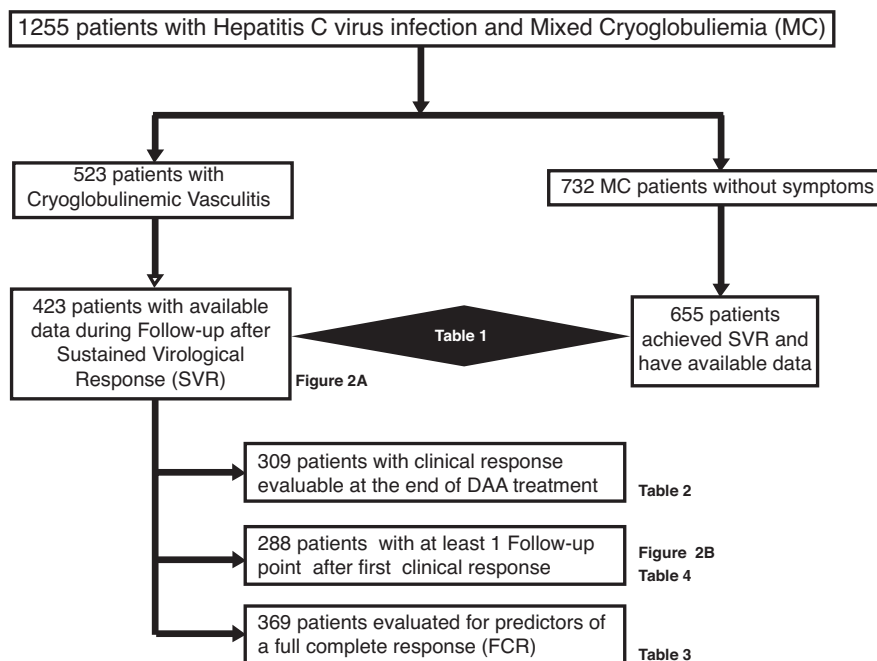 1255 patients with Hepatitis C virus infection and Mixed Cryoglobuliemia (MC)
523 patients with
Cryoglobulinemic Vasculitis
732 MC patients without symptoms
423 patients with available
data during Follow-up after
Sustained Virological
Response (SVR)
Figure 2A
Table 1
655 patients
achieved SVR and
have available data
309 patients with clinical response
evaluable at the end of DAA treatment
Table 2
288 patients with at least 1 Follow-up
point after first clinical response
Figure 2B
Table 4
369 patients evaluated for predictors of
a full complete response (FCR)
Table 3